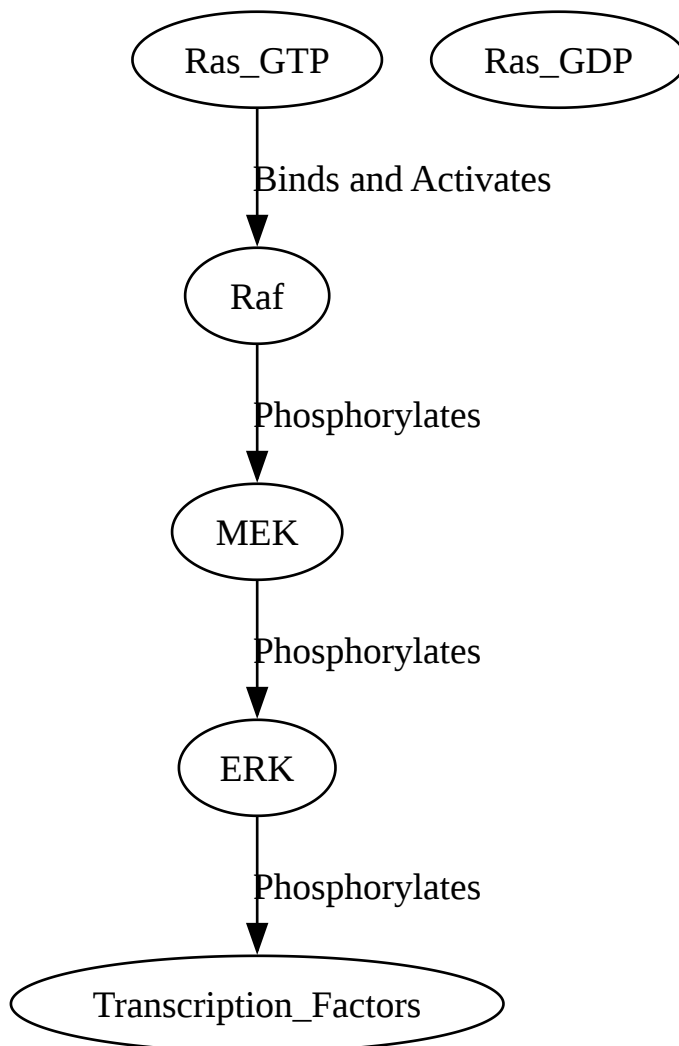 Ras_GTP
Ras_GDP
Binds and Activates
Raf
Phosphorylates
MEK
Phosphorylates
ERK
Phosphorylates
Transcription_Factors